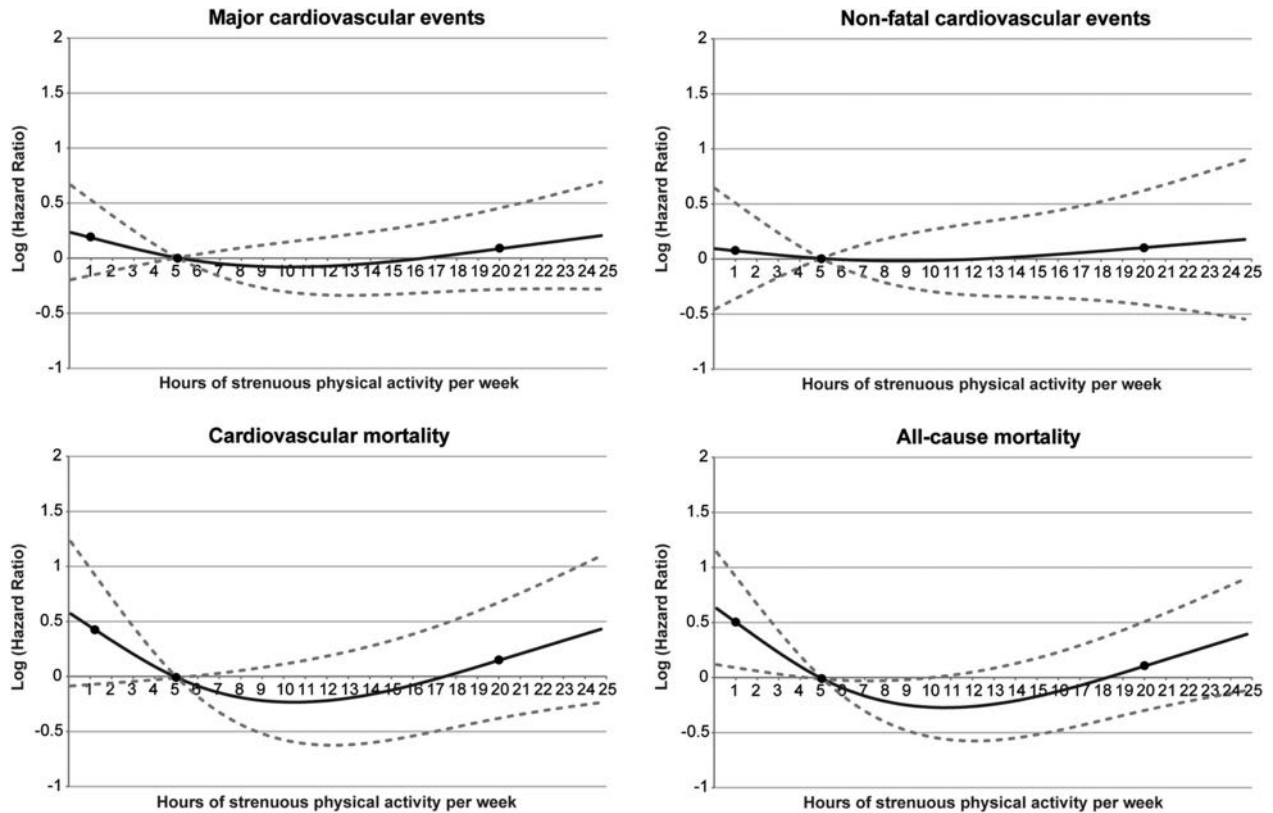 Major cardiovascular events
2
1.5
1
0.5
0
-0.5
-1
Log (Hazard Ratio)
1 2 3 4 5 6 7 8 9 10 11 12 13 14 15 16 17 18 19 20 21 22 23 24 25
Hours of strenuous physical activity per week
Non-fatal cardiovascular events
2
1.5
1
0.5
0
-0.5
-1
Log (Hazard Ratio)
1 2 3 4 5 6 7 8 9 10 11 12 13 14 15 16 17 18 19 20 21 22 23 24 25
Hours of strenuous physical activity per week
Cardiovascular mortality
2
1.5
1
0.5
0
-0.5
-1
Log (Hazard Ratio)
1 2 3 4 5 6 7 8 9 10 11 12 13 14 15 16 17 18 19 20 21 22 23 24 25
Hours of strenuous physical activity per week
All-cause mortality
2
1.5
1
0.5
0
-0.5
-1
Log (Hazard Ratio)
1 2 3 4 5 6 7 8 9 10 11 12 13 14 15 16 17 18 19 20 21 22 23 24 25
Hours of strenuous physical activity per week